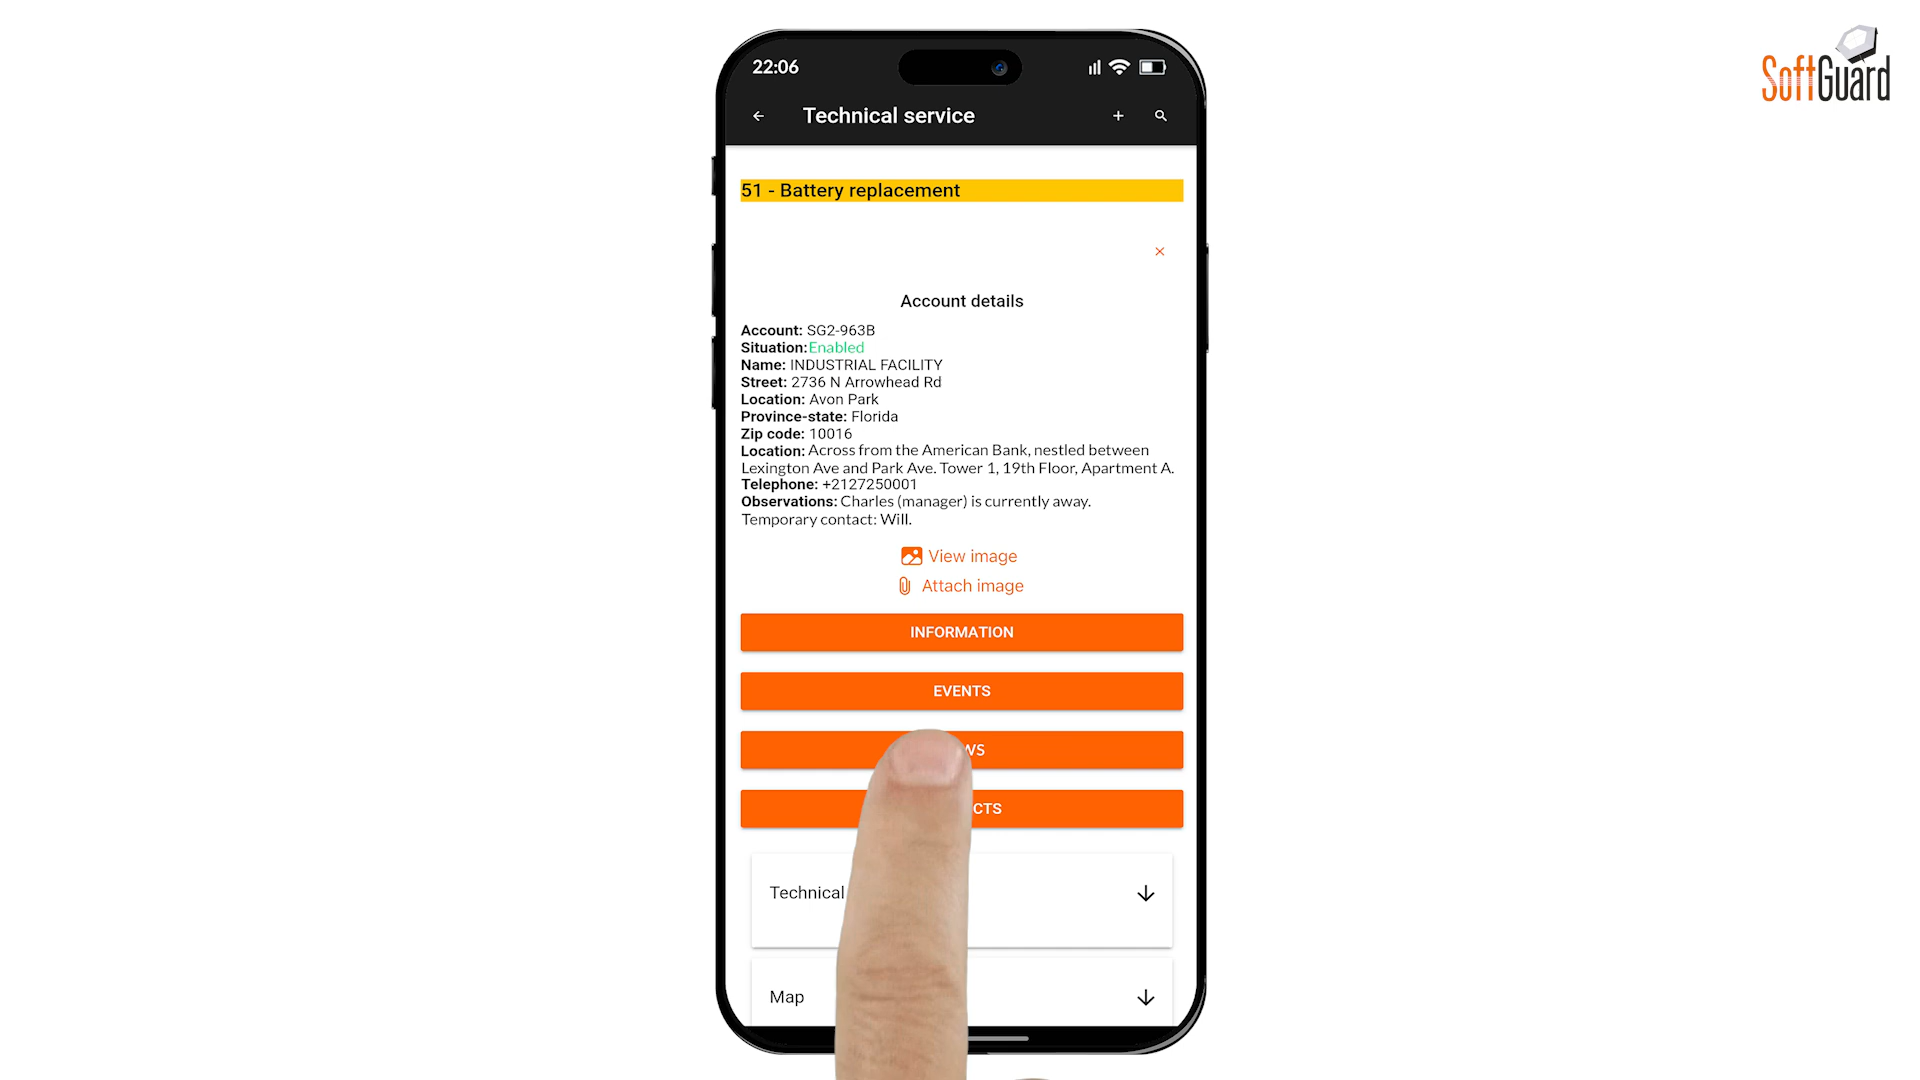 22:06
Technical service
51 - Battery replacement
Account details
Account: SG2-963B
Situation:Enabled
Name: INDUSTRIAL FACILITY
Street: 2736 N Arrowhead Rd
Location: Avon Park
Province-state: Florida
Zip code: 10016
Location: Across from the American Bank, nestled between
Lexington Ave and Park Ave. Tower 1, 19th Floor, Apartment A.
Telephone: +2127250001
Observations: Charles (manager) is currently away.
Temporary contact: Will.
View image
Attach image
INFORMATION
EVENTS
Technical
Map
SoftGuard